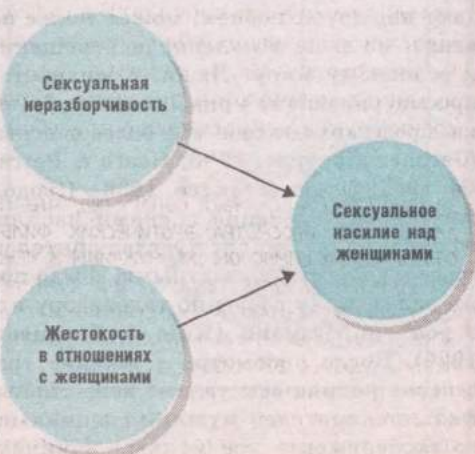 Сексуальная
неразборчивость
Сексуальное
насилие над
женщинами
Жестокость
в отношениях
с женщинами